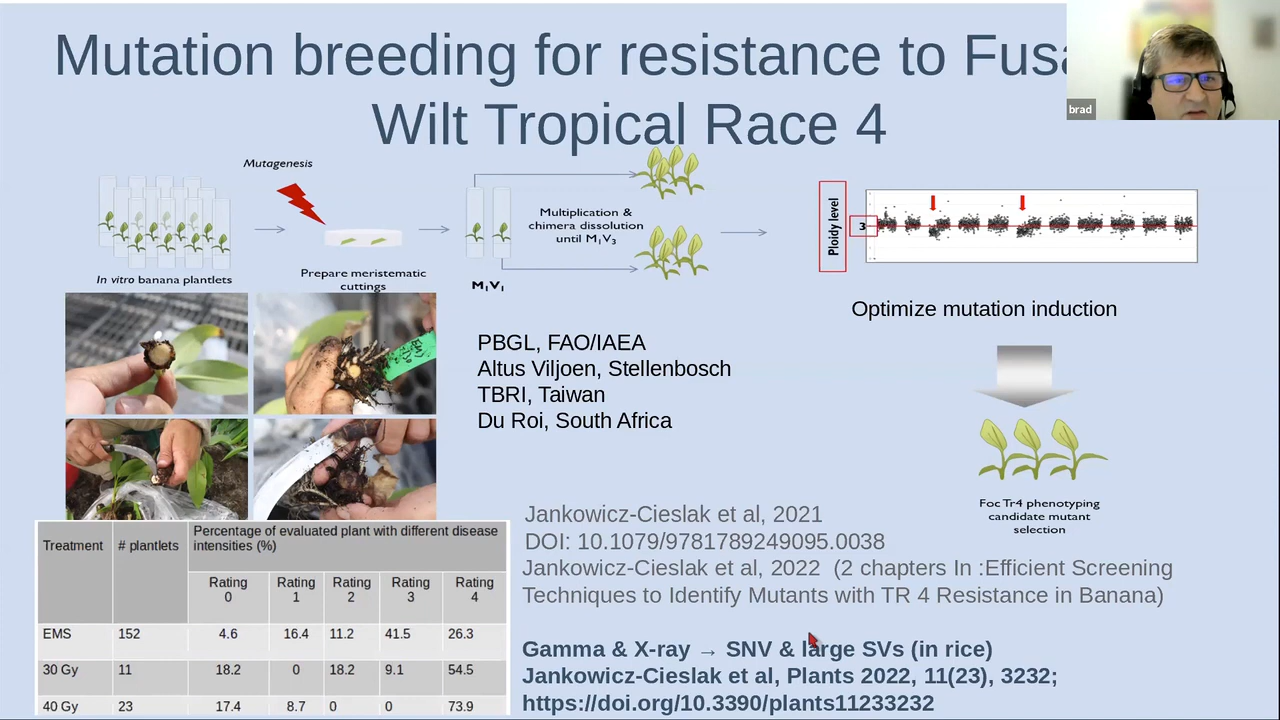 Mutation breeding for resistance to Fusa
Wilt Tropical Race 4
brad
Mutagenesis
In vitro banana plantlets
Prepare meristematic
cuttings
M₁V₁
Multiplication &
chimera dissolution
until M₁V₃
Ploidy level
3
Optimize mutation induction
PBGL, FAO/IAEA
Altus Viljoen, Stellenbosch
TBRI, Taiwan
Du Roi, South Africa
Foc Tr4 phenotyping
candidate mutant
selection
Jankowicz-Cieslak et al, 2021
DOI: 10.1079/9781789249095.0038
Jankowicz-Cieslak et al, 2022 (2 chapters In :Efficient Screening
Techniques to Identify Mutants with TR 4 Resistance in Banana)
Gamma & X-ray → SNV & large SVs (in rice)
Jankowicz-Cieslak et al, Plants 2022, 11(23), 3232;
https://doi.org/10.3390/plants11233232
Treatment # plantlets Percentage of evaluated plant with different disease
intensities (%)
Rating 0 Rating 1 Rating 2 Rating 3 Rating 4
EMS 152 4.6 16.4 11.2 41.5 26.3
30 Gy 11 18.2 0 18.2 9.1 54.5
40 Gy 23 17.4 8.7 0 0 73.9